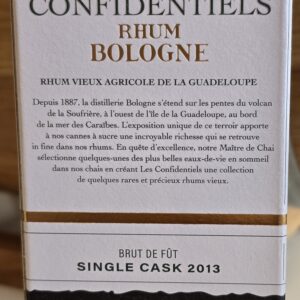 CONFIDENTIELS
RHUM
BOLOGNE
RHUM VIEUX AGRICOLE DE LA GUADELOUPE
Depuis 1887, la distillerie Bologne s'étend sur les pentes du volcan
de la Soufrière, à l'ouest de l'île de la Guadeloupe, au bord
de la mer des Caraïbes. L'exposition unique de ce terroir apporte
à nos cannes à sucre une incroyable richesse qui se retrouve
in fine dans nos rhums. En quête d'excellence, notre Maître de Chai
sélectionne quelques-unes des plus belles eaux-de-vie en sommeil
dans nos chais en créant Les Confidentiels une collection
de quelques rares et précieux rhums vieux.
BRUT DE FÛT
SINGLE CASK 2013